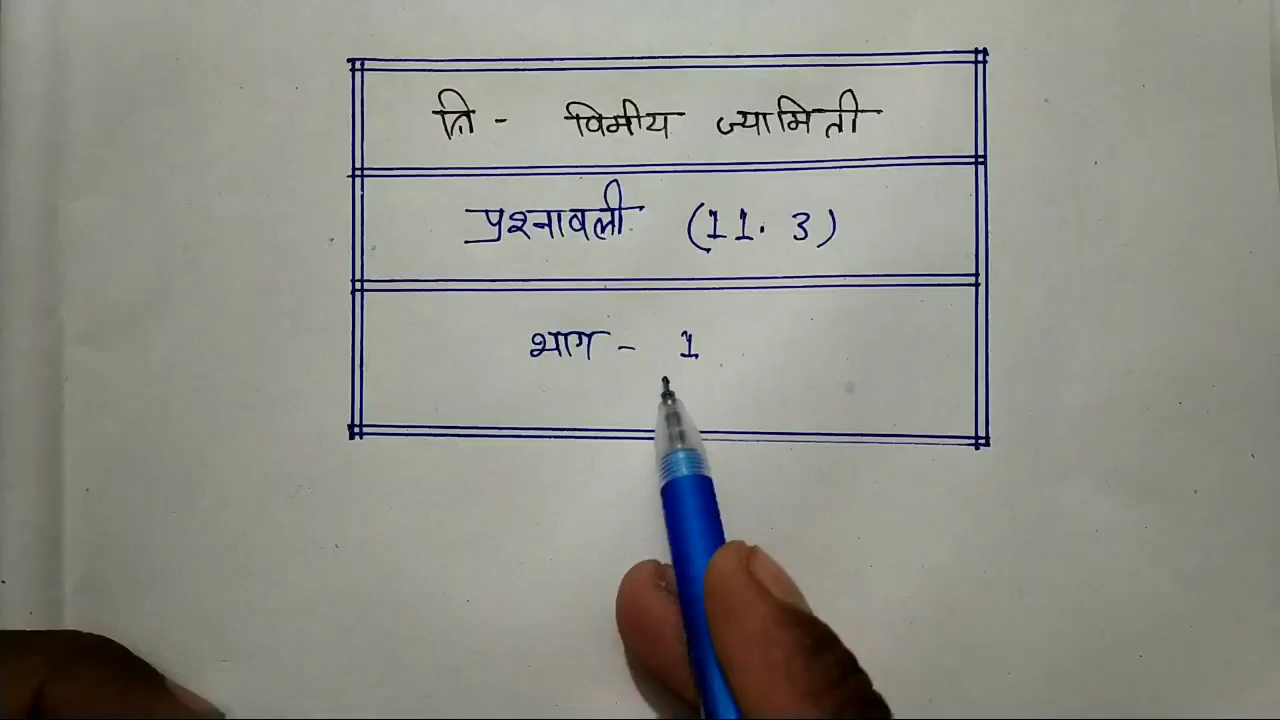 त्रि - विमीय ज्यामिती
प्रश्नावली (11.3)
भाग - 1